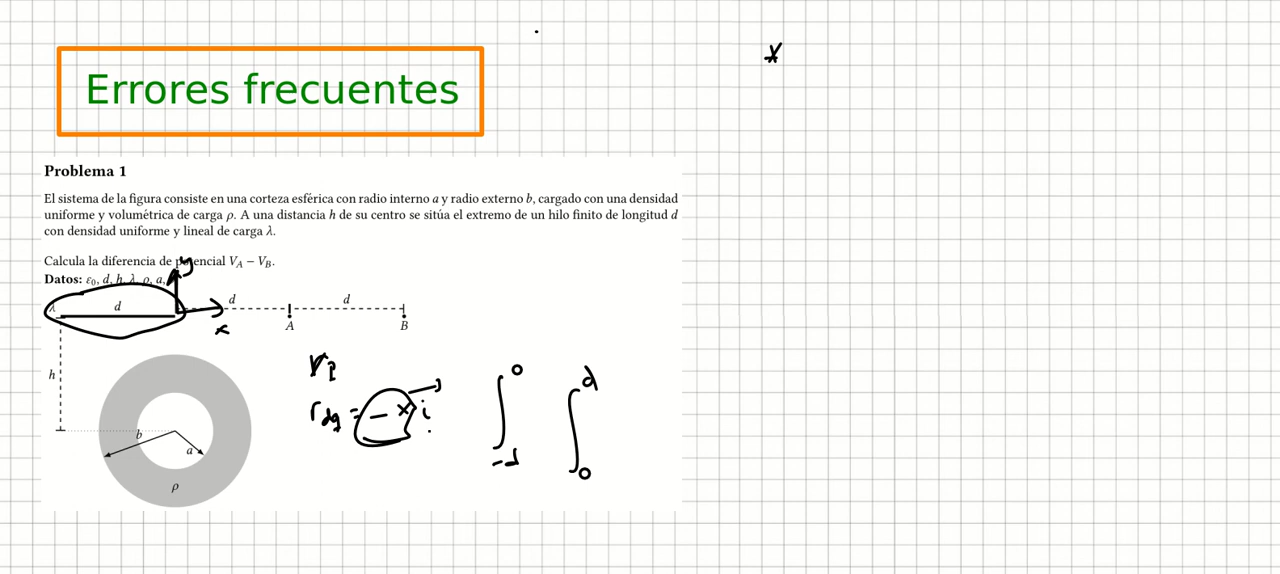 Errores frecuentes
Problema 1
El sistema de la figura consiste en una corteza esférica con radio interno a y radio externo b, cargado con una densidad
uniforme y volumétrica de carga ρ. A una distancia h de su centro se sitúa el extremo de un hilo finito de longitud d
con densidad uniforme y lineal de carga λ.
Calcula la diferencia de potencial V_A − V_B.
Datos: ε₀, d, h, λ, ρ, a,
y
λ d d d
x A B
h
b a
ρ
r dq = − x i
∫ 0 -d ∫ d 0